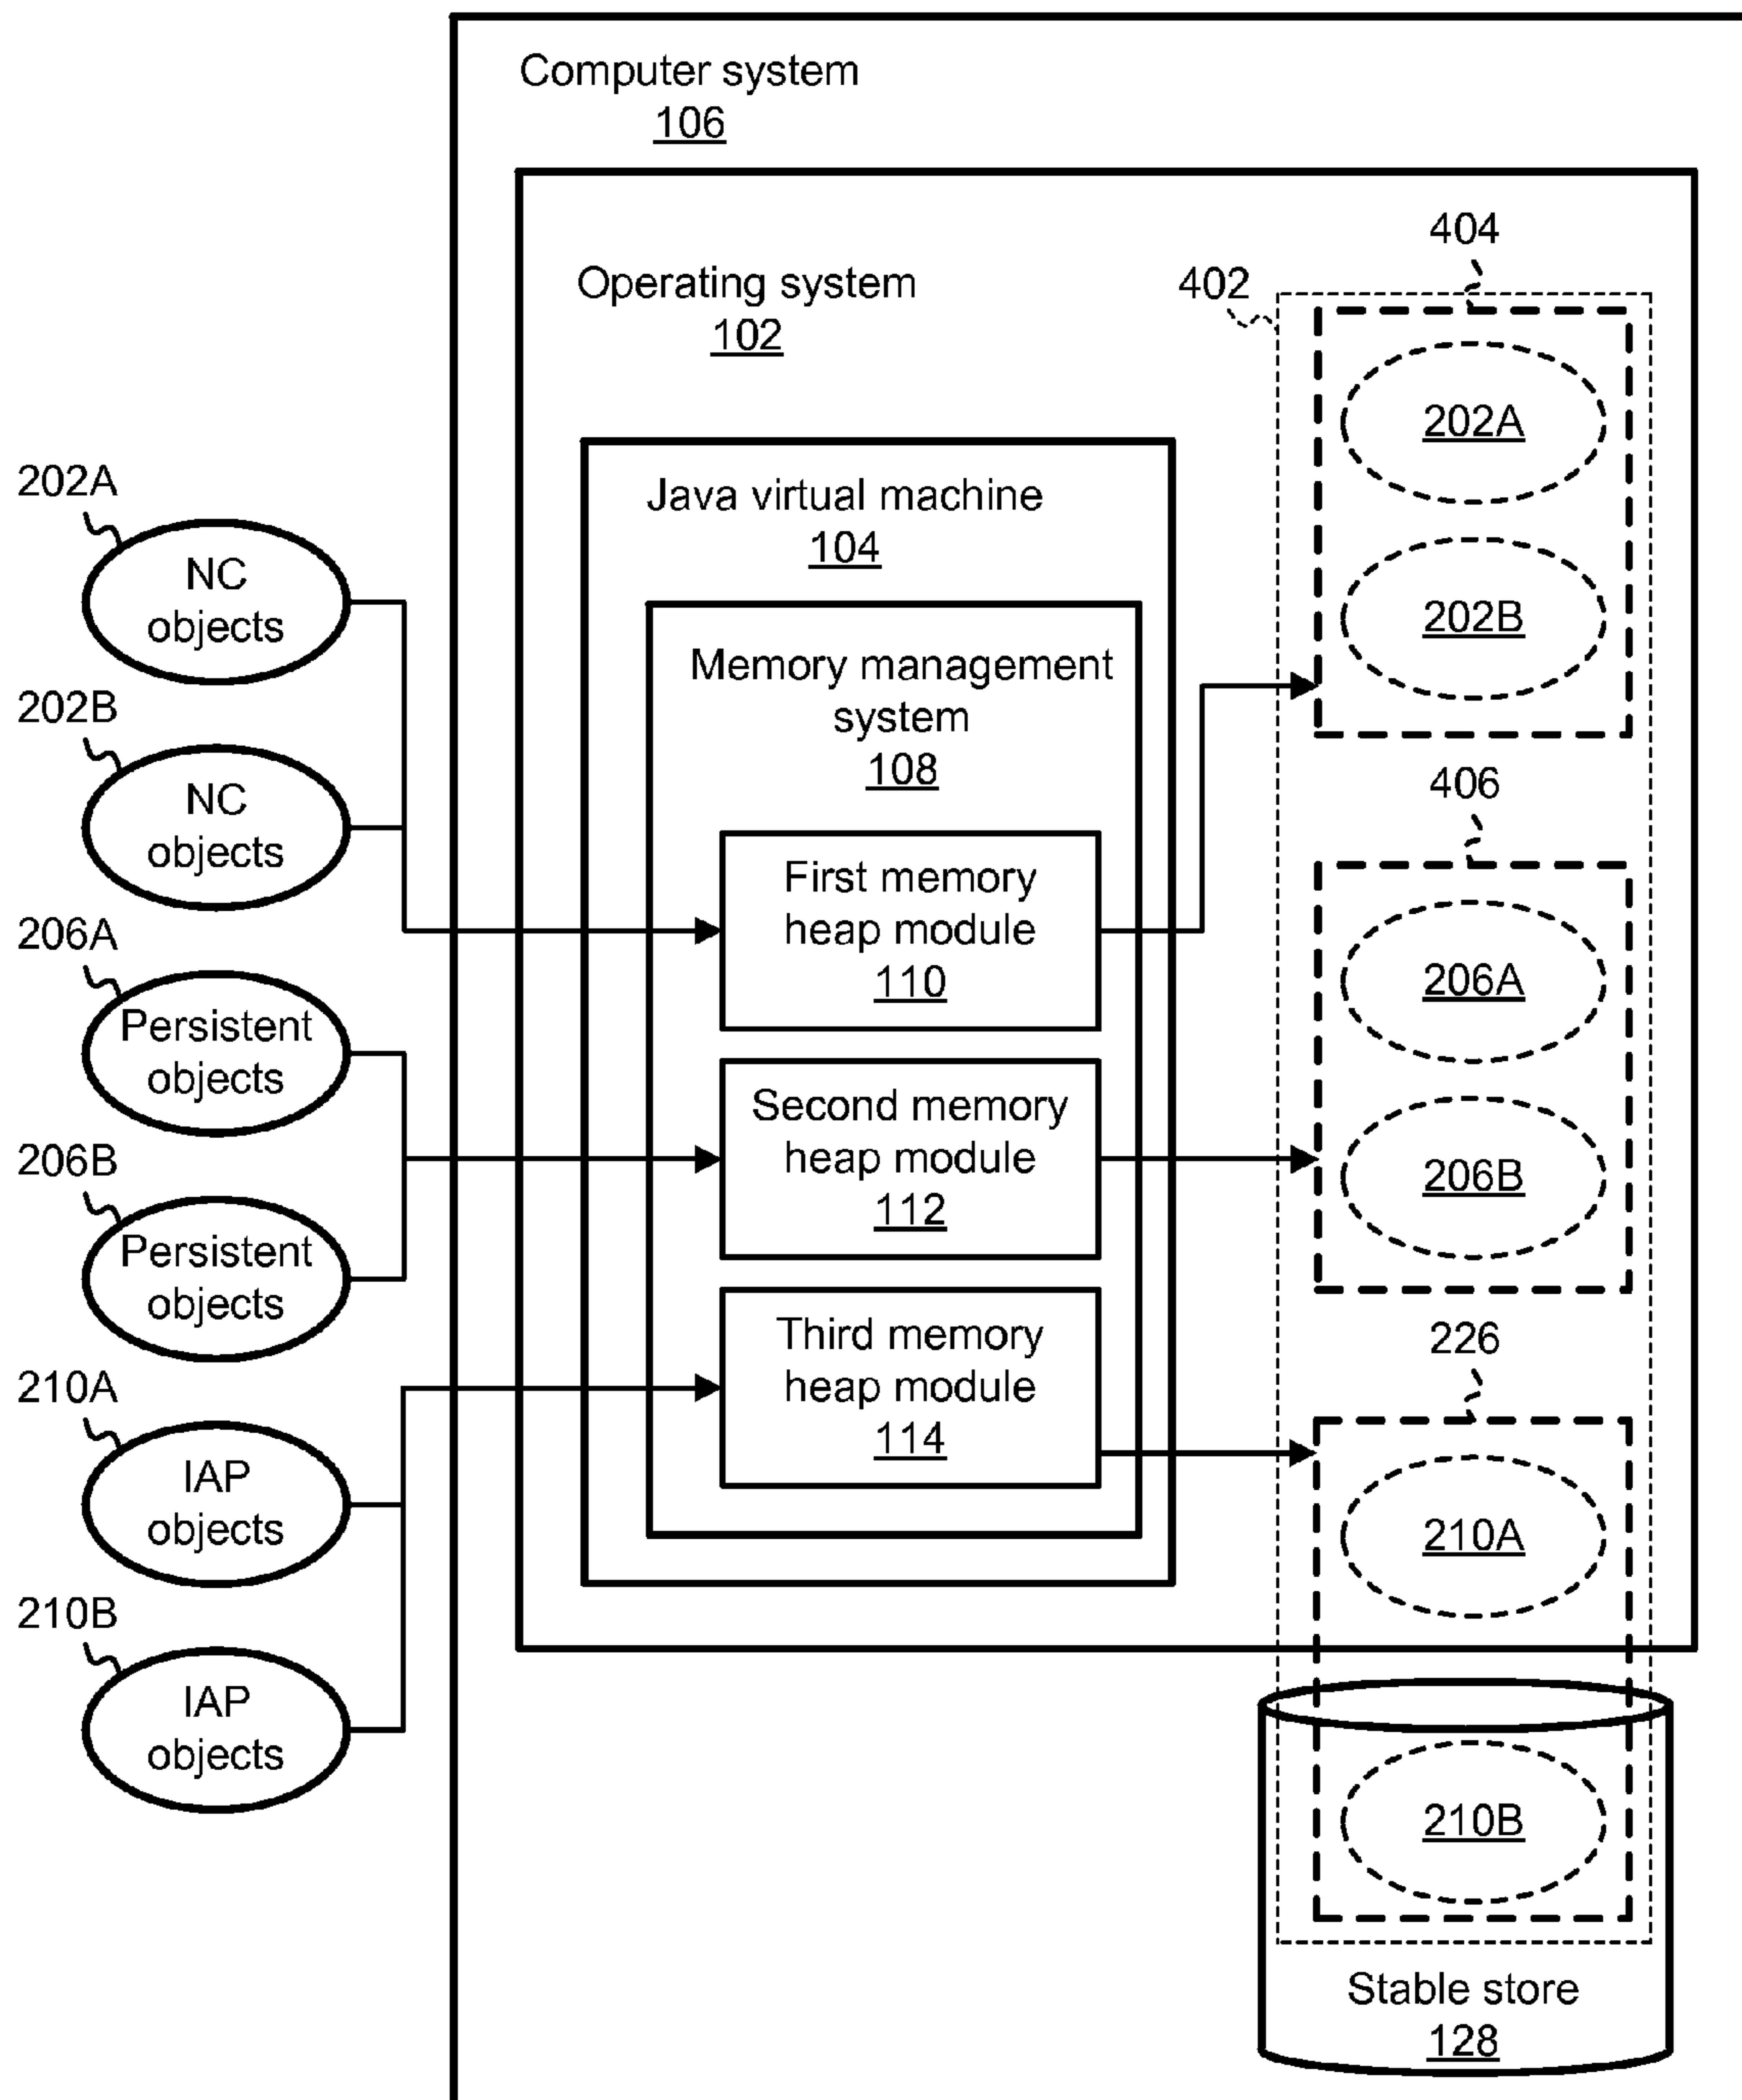 Computer system
106
Operating system
102
404
402
202A
202B
Java virtual machine
104
Memory management
system
108
406
206A
206B
First memory
heap module
110
Second memory
heap module
112
Third memory
heap module
114
226
210A
210B
Stable store
128
202A
NC
objects
202B
NC
objects
206A
Persistent
objects
206B
Persistent
objects
210A
IAP
objects
210B
IAP
objects